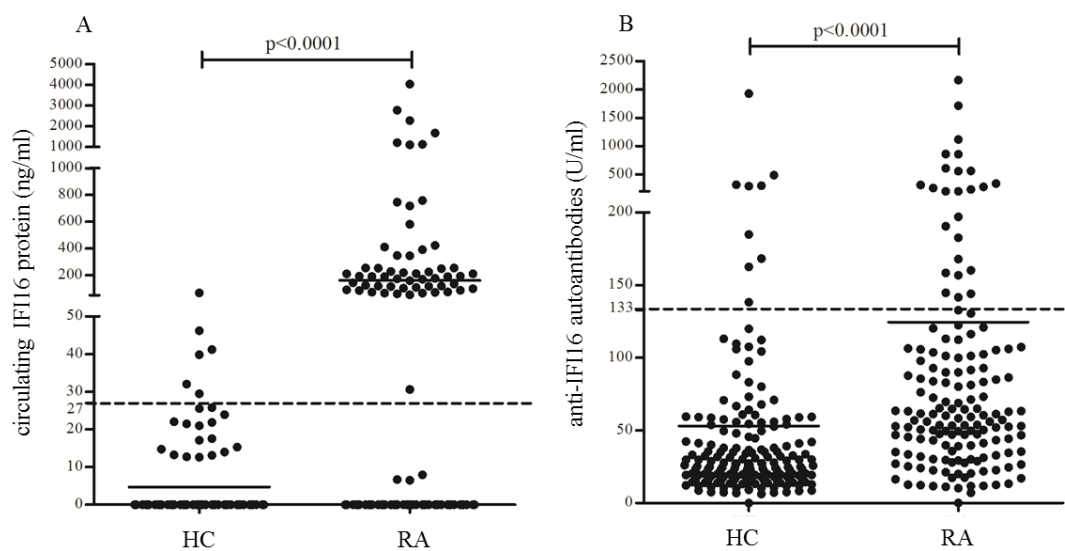 A
p<0.0001
circulating IFI16 protein (ng/ml)
5000
4000
3000
2000
1000
1000
800
600
400
200
50
40
30
27
20
10
0
HC
RA
B
p<0.0001
anti-IFI16 autoantibodies (U/ml)
2500
2000
1500
1000
500
200
150
133
100
50
0
HC
RA